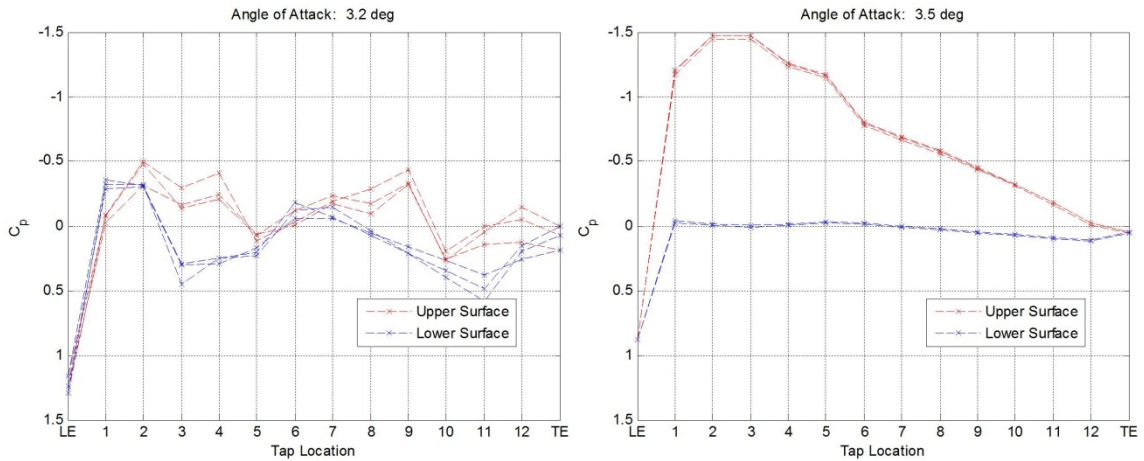 Angle of Attack: 3.2 deg
-1.5
-1
-0.5
0
0.5
1
1.5
C_p
Upper Surface
Lower Surface
LE 1 2 3 4 5 6 7 8 9 10 11 12 TE
Tap Location
Angle of Attack: 3.5 deg
-1.5
-1
-0.5
0
0.5
1
1.5
C_p
Upper Surface
Lower Surface
LE 1 2 3 4 5 6 7 8 9 10 11 12 TE
Tap Location